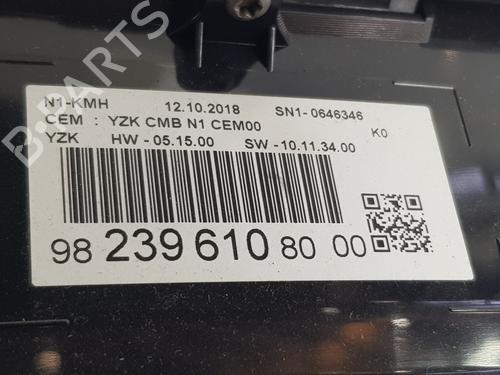 B-PARTS
N1-KMH 12.10.2018 SN1- 0646346
CEM : YZK CMB N1 CEM00 K0
YZK HW - 05.15.00 SW -10.11.34.00
98 239 610 80 00